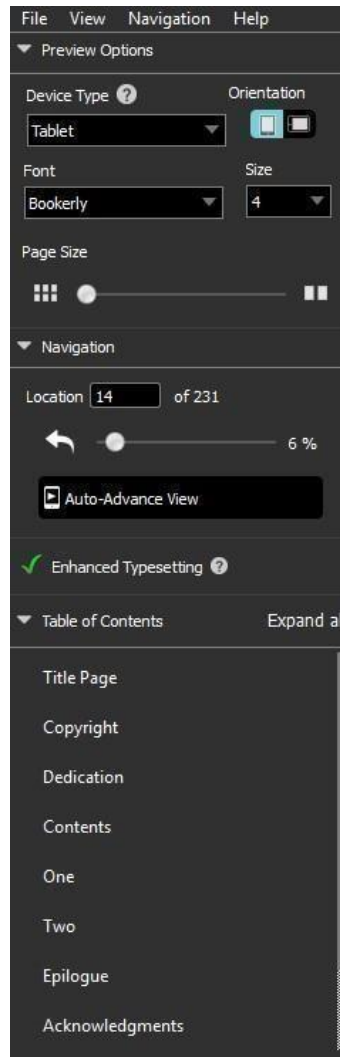 File View Navigation Help
Preview Options
Device Type ? Orientation
Tablet
Font Size
Bookerly 4
Page Size
Navigation
Location 14 of 231
6 %
Auto-Advance View
Enhanced Typesetting ?
Table of Contents Expand al
Title Page
Copyright
Dedication
Contents
One
Two
Epilogue
Acknowledgments